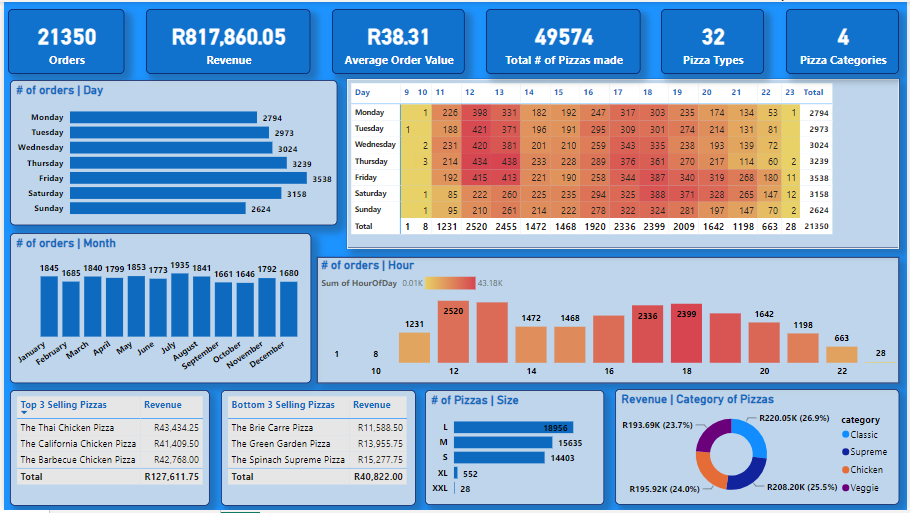 21350
Orders
R817,860.05
Revenue
R38.31
Average Order Value
49574
Total # of Pizzas made
32
Pizza Types
4
Pizza Categories
# of orders | Day
Monday 2794
Tuesday 2973
Wednesday 3024
Thursday 3239
Friday 3538
Saturday 3158
Sunday 2624
Day 9 10 11 12 13 14 15 16 17 18 19 20 21 22 23 Total
Monday 1 226 398 331 182 192 247 317 303 235 174 134 53 1 2794
Tuesday 1 188 421 371 196 191 295 309 301 274 214 131 81 2973
Wednesday 2 231 420 381 201 210 259 343 335 238 193 139 72 3024
Thursday 3 214 434 438 233 228 289 376 361 270 217 114 60 2 3239
Friday 192 415 413 221 190 258 344 387 340 319 268 180 11 3538
Saturday 1 85 222 260 225 235 294 325 388 371 328 265 147 12 3158
Sunday 1 95 210 261 214 222 278 322 324 281 197 147 70 2 2624
Total 1 8 1231 2520 2455 1472 1468 1920 2336 2399 2009 1642 1198 663 28 21350
# of orders | Month
1845 1685 1840 1799 1853 1773 1935 1841 1661 1646 1792 1680
January February March April May June July August September October November December
# of orders | Hour
Sum of HourOfDay 0.01K 43.18K
1 8 1231 2520 1472 1468 2336 2399 1642 1198 663 28
10 12 14 16 18 20 22
Top 3 Selling Pizzas Revenue
The Thai Chicken Pizza R43,434.25
The California Chicken Pizza R41,409.50
The Barbecue Chicken Pizza R42,768.00
Total R127,611.75
Bottom 3 Selling Pizzas Revenue
The Brie Carre Pizza R11,588.50
The Green Garden Pizza R13,955.75
The Spinach Supreme Pizza R15,277.75
Total R40,822.00
# of Pizzas | Size
L 18956
M 15635
S 14403
XL 552
XXL 28
Revenue | Category of Pizzas
R193.69K (23.7%)
R220.05K (26.9%)
R195.92K (24.0%)
R208.20K (25.5%)
category
Classic
Supreme
Chicken
Veggie